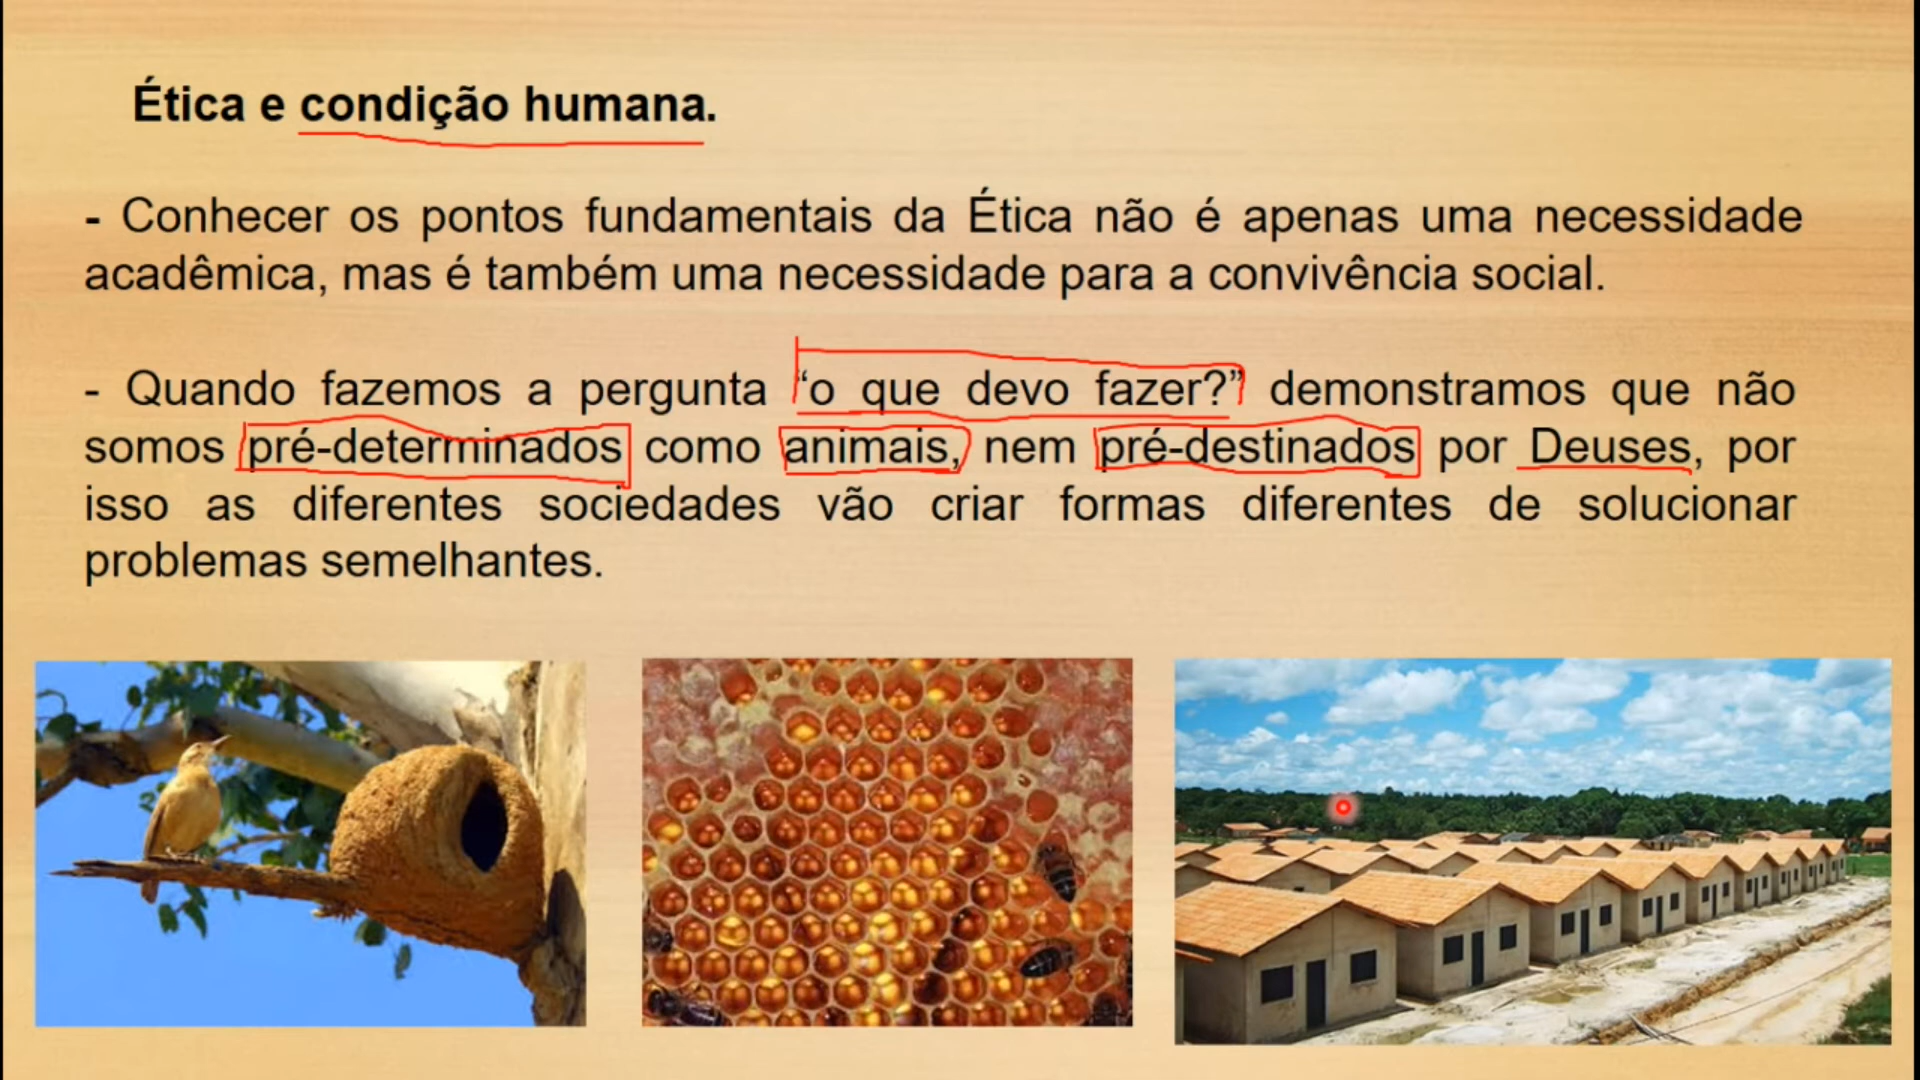 Ética e condição humana.
- Conhecer os pontos fundamentais da Ética não é apenas uma necessidade
acadêmica, mas é também uma necessidade para a convivência social.
- Quando fazemos a pergunta “o que devo fazer?” demonstramos que não
somos pré-determinados como animais, nem pré-destinados por Deuses, por
isso as diferentes sociedades vão criar formas diferentes de solucionar
problemas semelhantes.